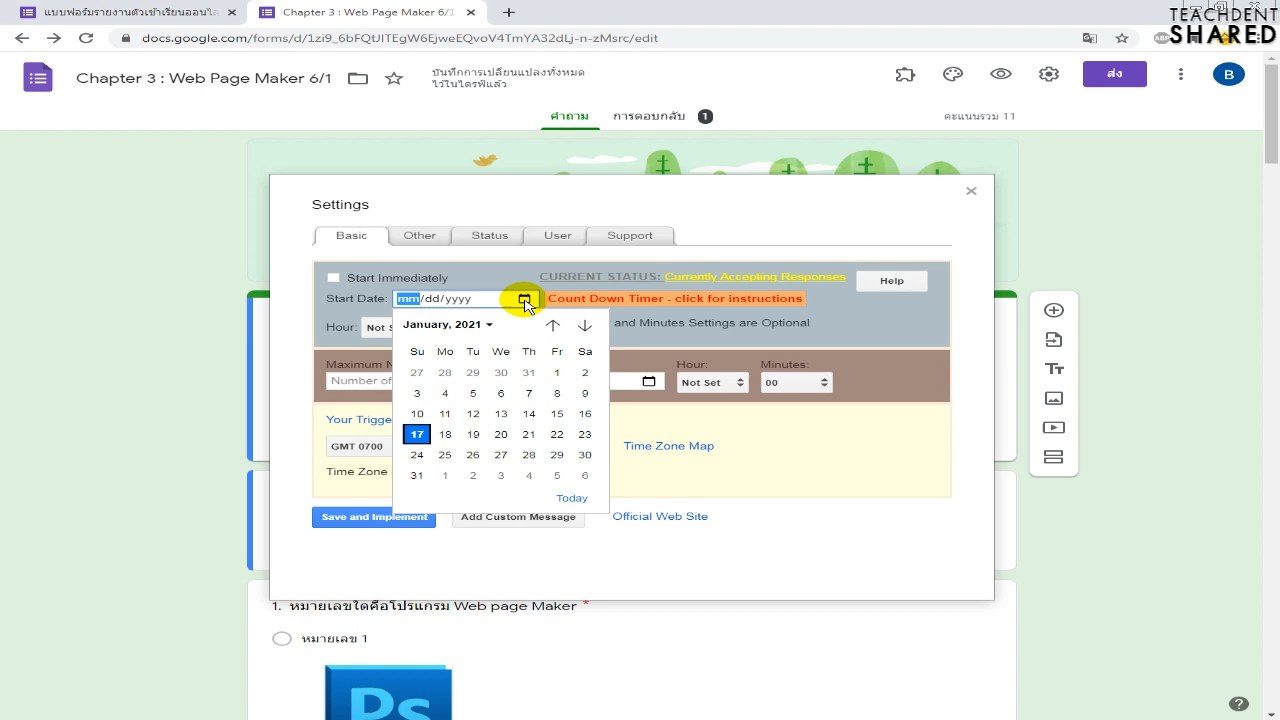 แบบฟอร์มรายงานตัวเข้าเรียนออนไล
Chapter 3 : Web Page Maker 6/1
TEACHDENT
SHARED
docs.google.com/forms/d/1zi9_6bFQtJITEgW6EjweECoV4TmYA32dLj-n-zMsrc/edit
Chapter 3 : Web Page Maker 6/1
บันทึกการเปลี่ยนแปลงทั้งหมด
ไว้ในไดรฟ์แล้ว
ส่ง
B
คำถาม
การตอบกลับ 1
คะแนนรวม 11
Settings
Basic Other Status User Support
Start Immediately
CURRENT STATUS: Currently Accepting Responses
Help
Start Date: mm/dd/yyyy
Count Down Timer - click for instructions
Hour: Not S
and Minutes Settings are Optional
January, 2021
Su Mo Tu We Th Fr Sa
27 28 29 30 31 1 2
3 4 5 6 7 8 9
10 11 12 13 14 15 16
17 18 19 20 21 22 23
24 25 26 27 28 29 30
31 1 2 3 4 5 6
Today
Maximum N
Number of
Hour: Minutes:
Not Set 00
Your Trigge
GMT 0700
Time Zone Map
Time Zone
Save and Implement
Add Custom Message
Official Web Site
1. หมายเลขใดคือโปรแกรม Web page Maker *
หมายเลข 1
Ps